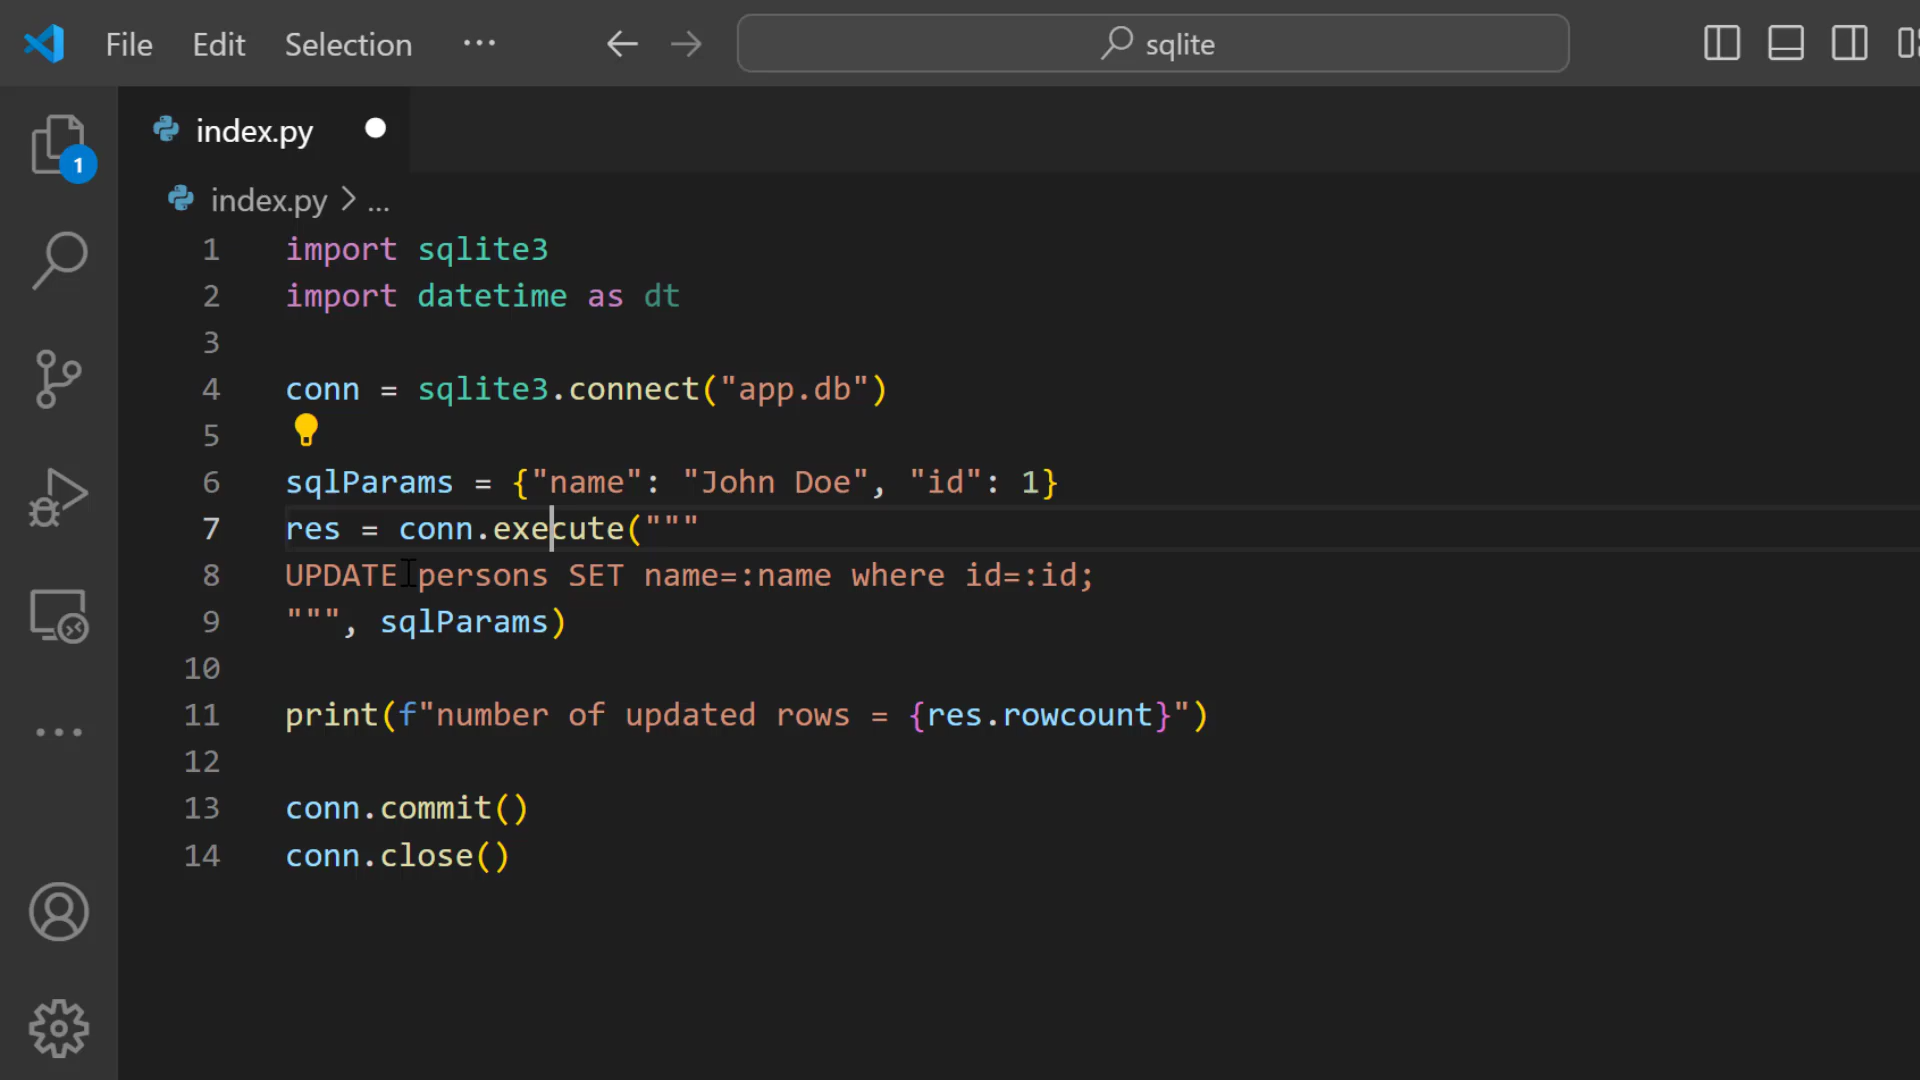 File Edit Selection ··· sqlite
index.py
1
index.py > ...
1 import sqlite3
2 import datetime as dt
3
4 conn = sqlite3.connect("app.db")
5
6 sqlParams = {"name": "John Doe", "id": 1}
7 res = conn.execute("""
8 UPDATE persons SET name=:name where id=:id;
9 """, sqlParams)
10
11 print(f"number of updated rows = {res.rowcount}")
12
13 conn.commit()
14 conn.close()